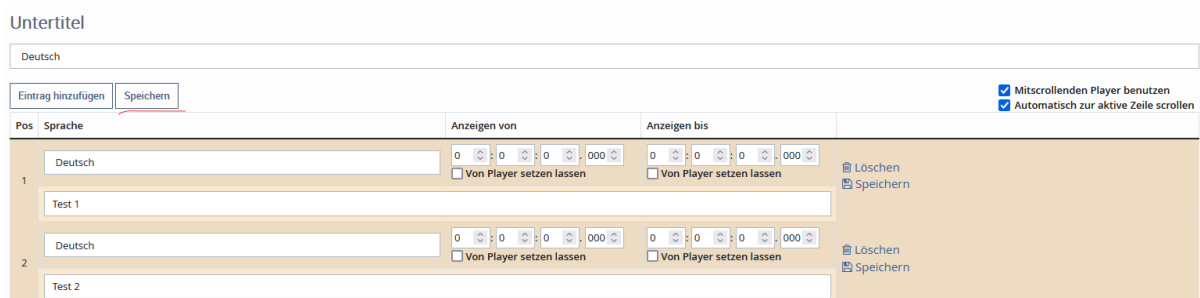 Untertitel
Deutsch
Eintrag hinzufügen Speichern
Mitscrollenden Player benutzen
Automatisch zur aktive Zeile scrollen
Pos Sprache Anzeigen von Anzeigen bis
1
Deutsch
0 : 0 : 0 . 000 0 : 0 : 0 . 000
Von Player setzen lassen Von Player setzen lassen
Löschen
Speichern
Test 1
2
Deutsch
0 : 0 : 0 . 000 0 : 0 : 0 . 000
Von Player setzen lassen Von Player setzen lassen
Löschen
Speichern
Test 2